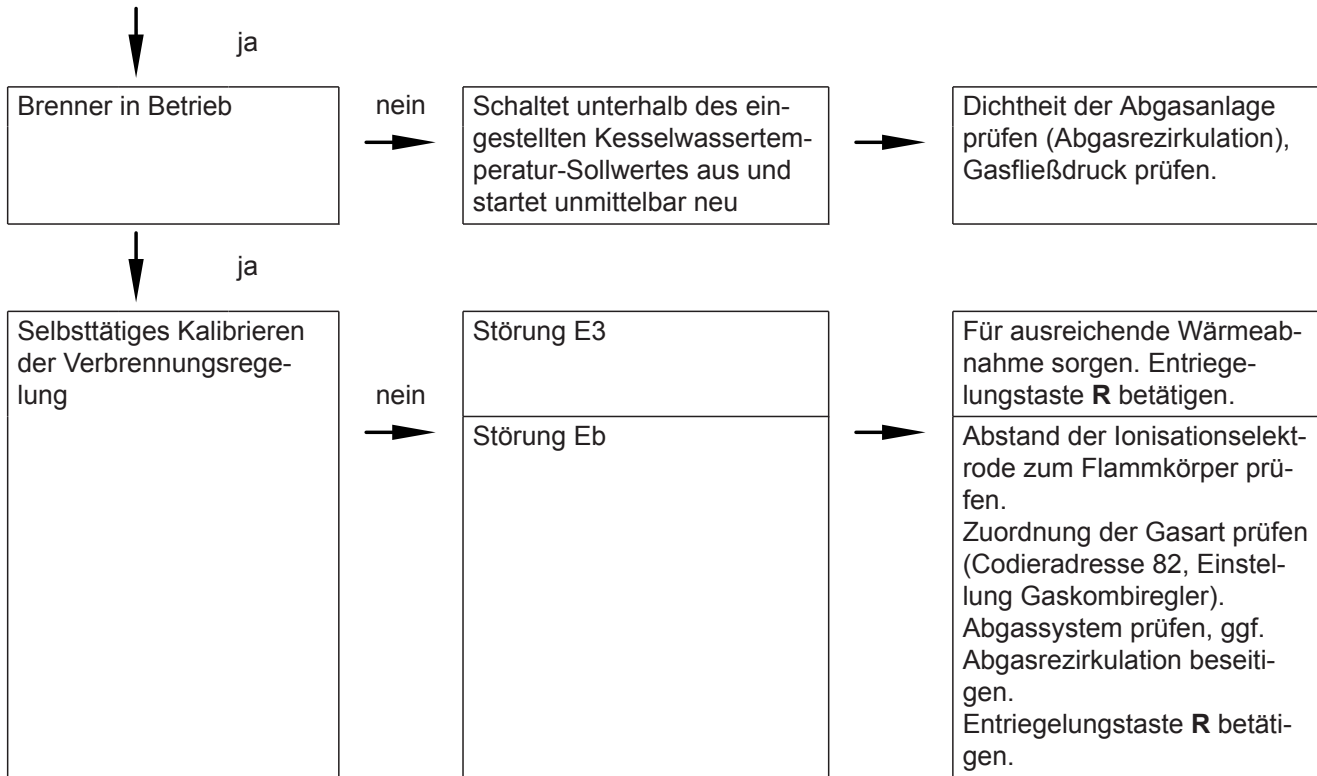 ja
Brenner in Betrieb
nein
Schaltet unterhalb des ein-
gestellten Kesselwassertem-
peratur-Sollwertes aus und
startet unmittelbar neu
Dichtheit der Abgasanlage
prüfen (Abgasrezirkulation),
Gasfließdruck prüfen.
ja
Selbsttätiges Kalibrieren
der Verbrennungsrege-
lung
nein
Störung E3
Für ausreichende Wärmeab-
nahme sorgen. Entriege-
lungstaste R betätigen.
Störung Eb
Abstand der Ionisationselekt-
rode zum Flammkörper prü-
fen.
Zuordnung der Gasart prüfen
(Codieradresse 82, Einstel-
lung Gaskombiregler).
Abgassystem prüfen, ggf.
Abgasrezirkulation beseiti-
gen.
Entriegelungstaste R betäti-
gen.